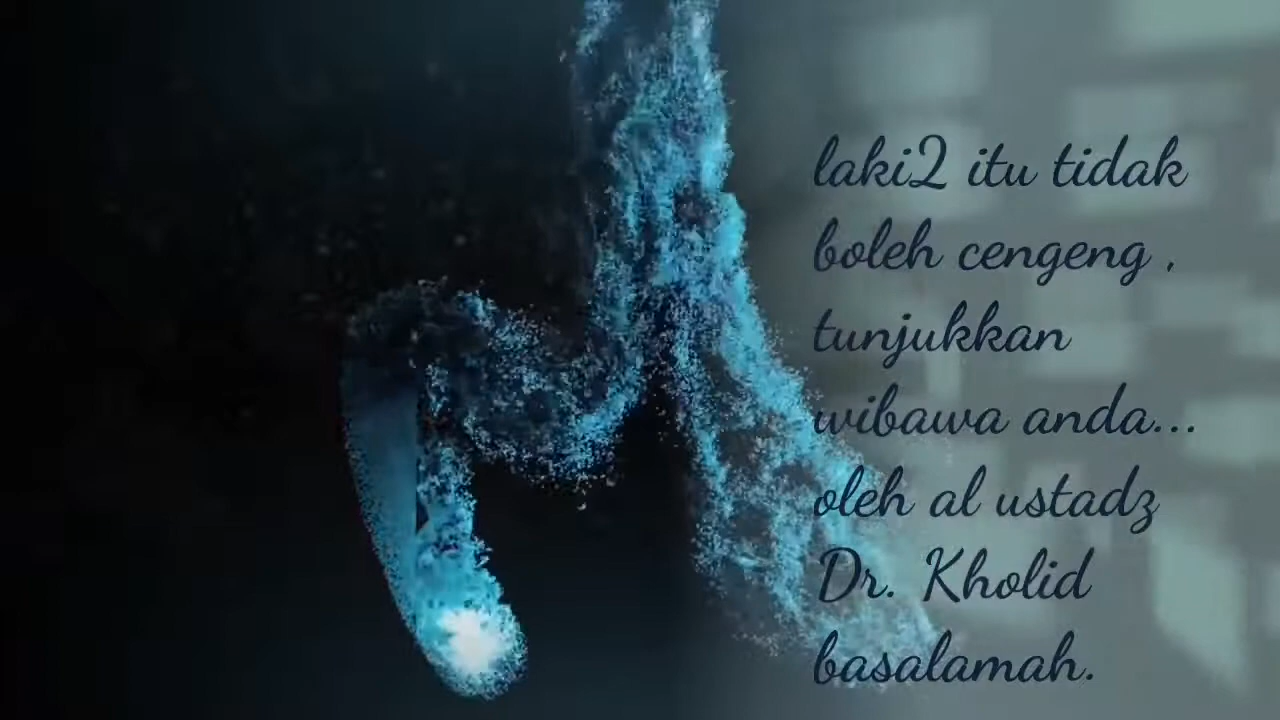 laki2 itu tidak
boleh cengeng ,
tunjukkan
wibawa anda...
oleh al ustadz
Dr. Kholid
basalamah.